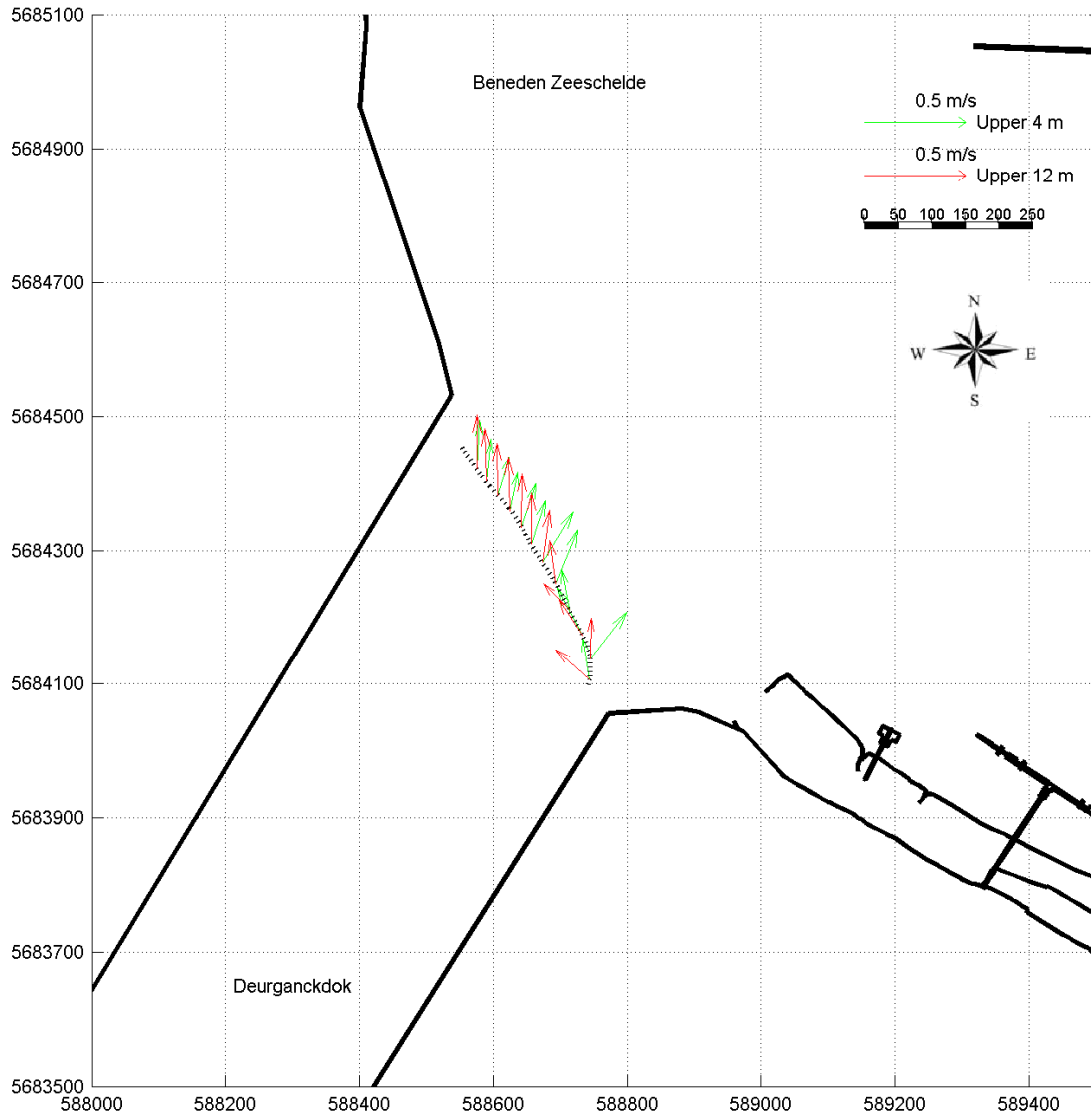 5685100
Beneden Zeeschelde
0.5 m/s
Upper 4 m
5684900
0.5 m/s
Upper 12 m
0 50 100 150 200 250
5684700
N
W E
S
5684500
5684300
5684100
5683900
5683700
Deurganckdok
5683500
588000 588200 588400 588600 588800 589000 589200 589400